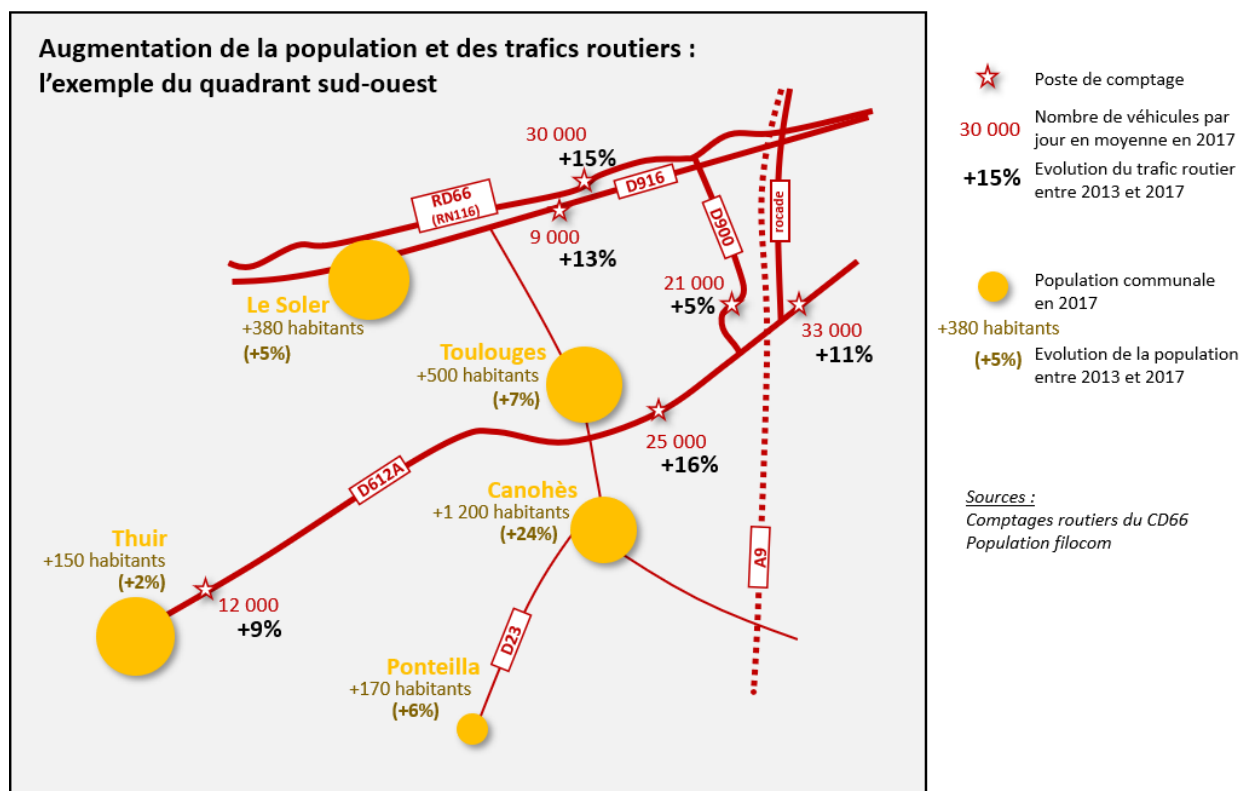 Augmentation de la population et des trafics routiers :
l'exemple du quadrant sud-ouest
30 000
+15%
RD66
(RN116)
D916
9 000
+13%
D900
rocade
21 000
+5%
33 000
+11%
Le Soler
+380 habitants
(+5%)
Toulouges
+500 habitants
(+7%)
25 000
+16%
D612A
Canohès
+1 200 habitants
(+24%)
Thuir
+150 habitants
(+2%)
12 000
+9%
A9
D23
Ponteilla
+170 habitants
(+6%)
Poste de comptage
30 000
Nombre de véhicules par
jour en moyenne en 2017
+15%
Evolution du trafic routier
entre 2013 et 2017
Population communale
en 2017
+380 habitants
(+5%)
Evolution de la population
entre 2013 et 2017
Sources :
Comptages routiers du CD66
Population filocom